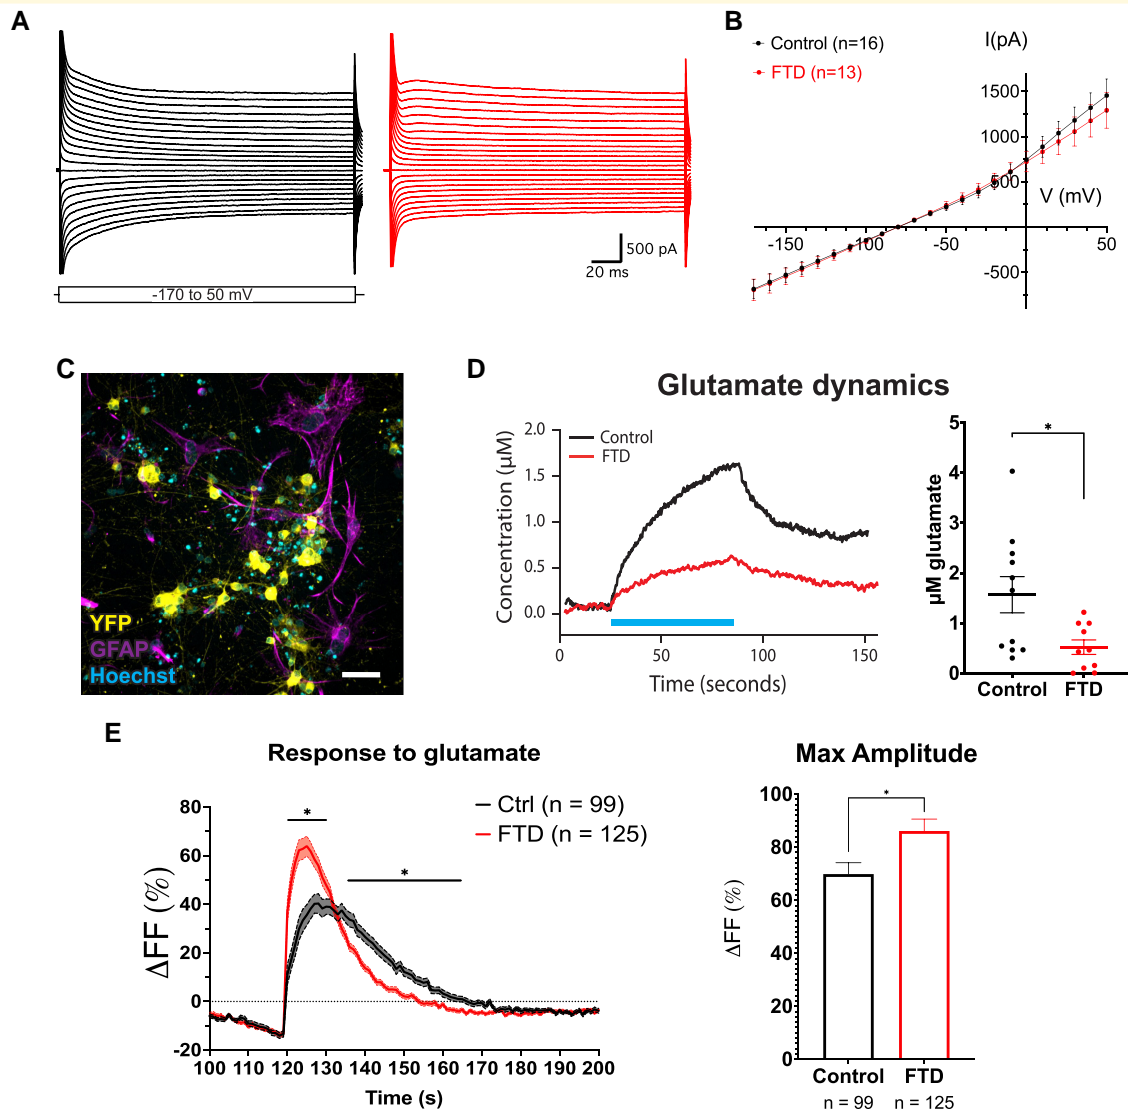 A
500 pA
20 ms
-170 to 50 mV
B
Control (n=16)
FTD (n=13)
I(pA)
1500
1000
500
V (mV)
-150
-100
-50
50
-500
C
YFP
GFAP
Hoechst
D
Glutamate dynamics
2.0
1.5
1.0
0.5
0.0
Concentration (µM)
Control
FTD
0
50
100
150
Time (seconds)
5
4
3
2
1
0
µM glutamate
*
Control
FTD
E
Response to glutamate
80
60
40
20
0
-20
ΔFF (%)
*
*
Ctrl (n = 99)
FTD (n = 125)
100 110 120 130 140 150 160 170 180 190 200
Time (s)
Max Amplitude
100
80
60
40
20
0
ΔFF (%)
*
Control
FTD
n = 99
n = 125